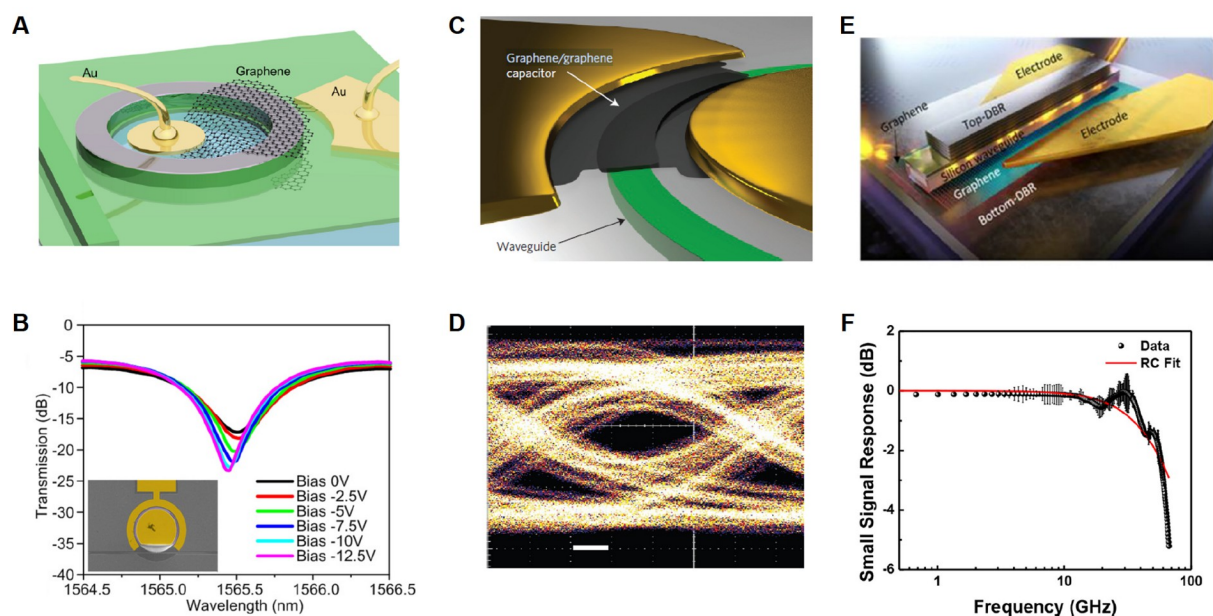 A
Au
Graphene
Au
C
Graphene/graphene
capacitor
Waveguide
E
Electrode
Graphene
Top-DBR
Electrode
Silicon waveguide
Graphene
Bottom-DBR
B
Transmission (dB)
0
-5
-10
-15
-20
-25
-30
-35
-40
Bias 0V
Bias -2.5V
Bias -5V
Bias -7.5V
Bias -10V
Bias -12.5V
1564.5 1565.0 1565.5 1566.0 1566.5
Wavelength (nm)
D
F
Small Signal Response (dB)
2
0
-2
-4
-6
Data
RC Fit
1 10 100
Frequency (GHz)